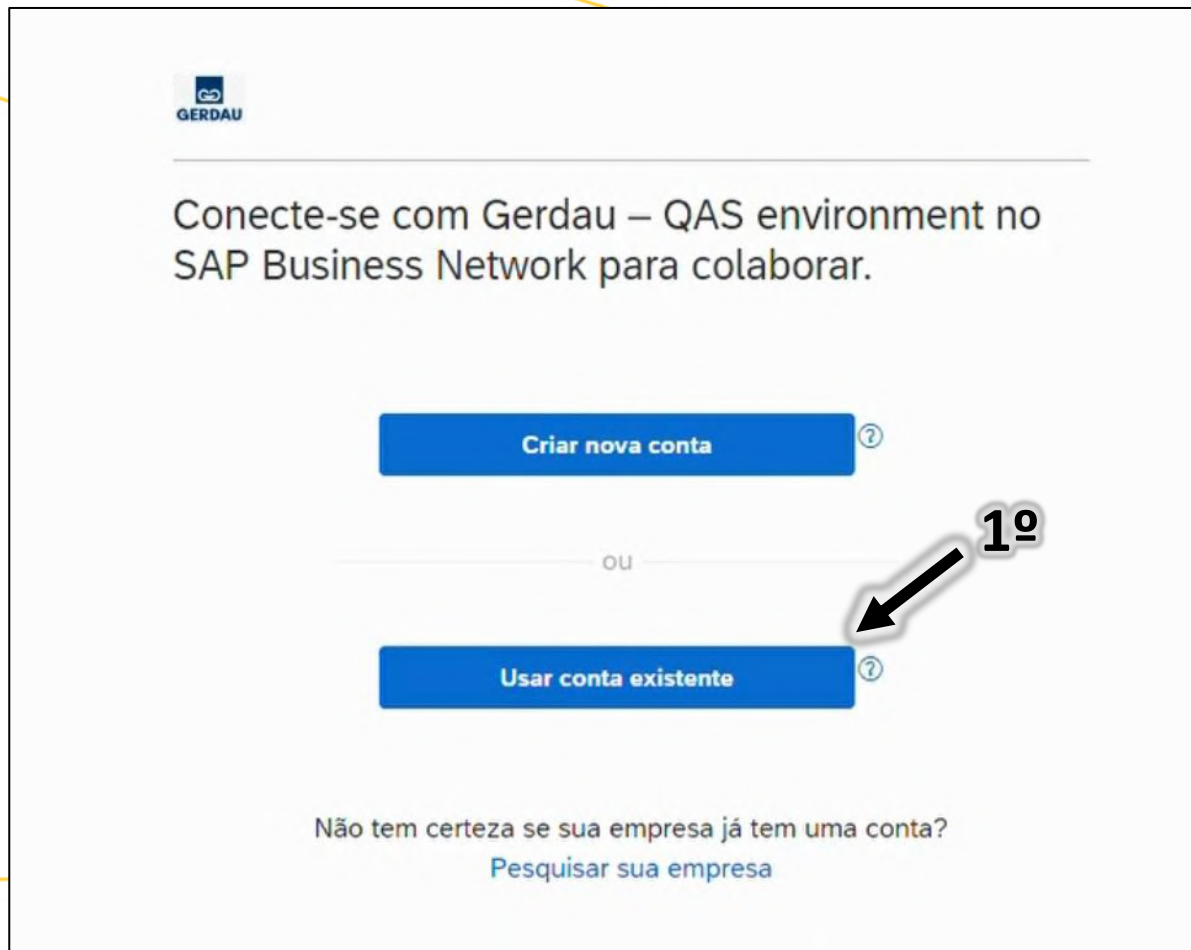 GERDAU
Conecte-se com Gerdau – QAS environment no
SAP Business Network para colaborar.
Criar nova conta
?
1º
ou
Usar conta existente
?
Não tem certeza se sua empresa já tem uma conta?
Pesquisar sua empresa